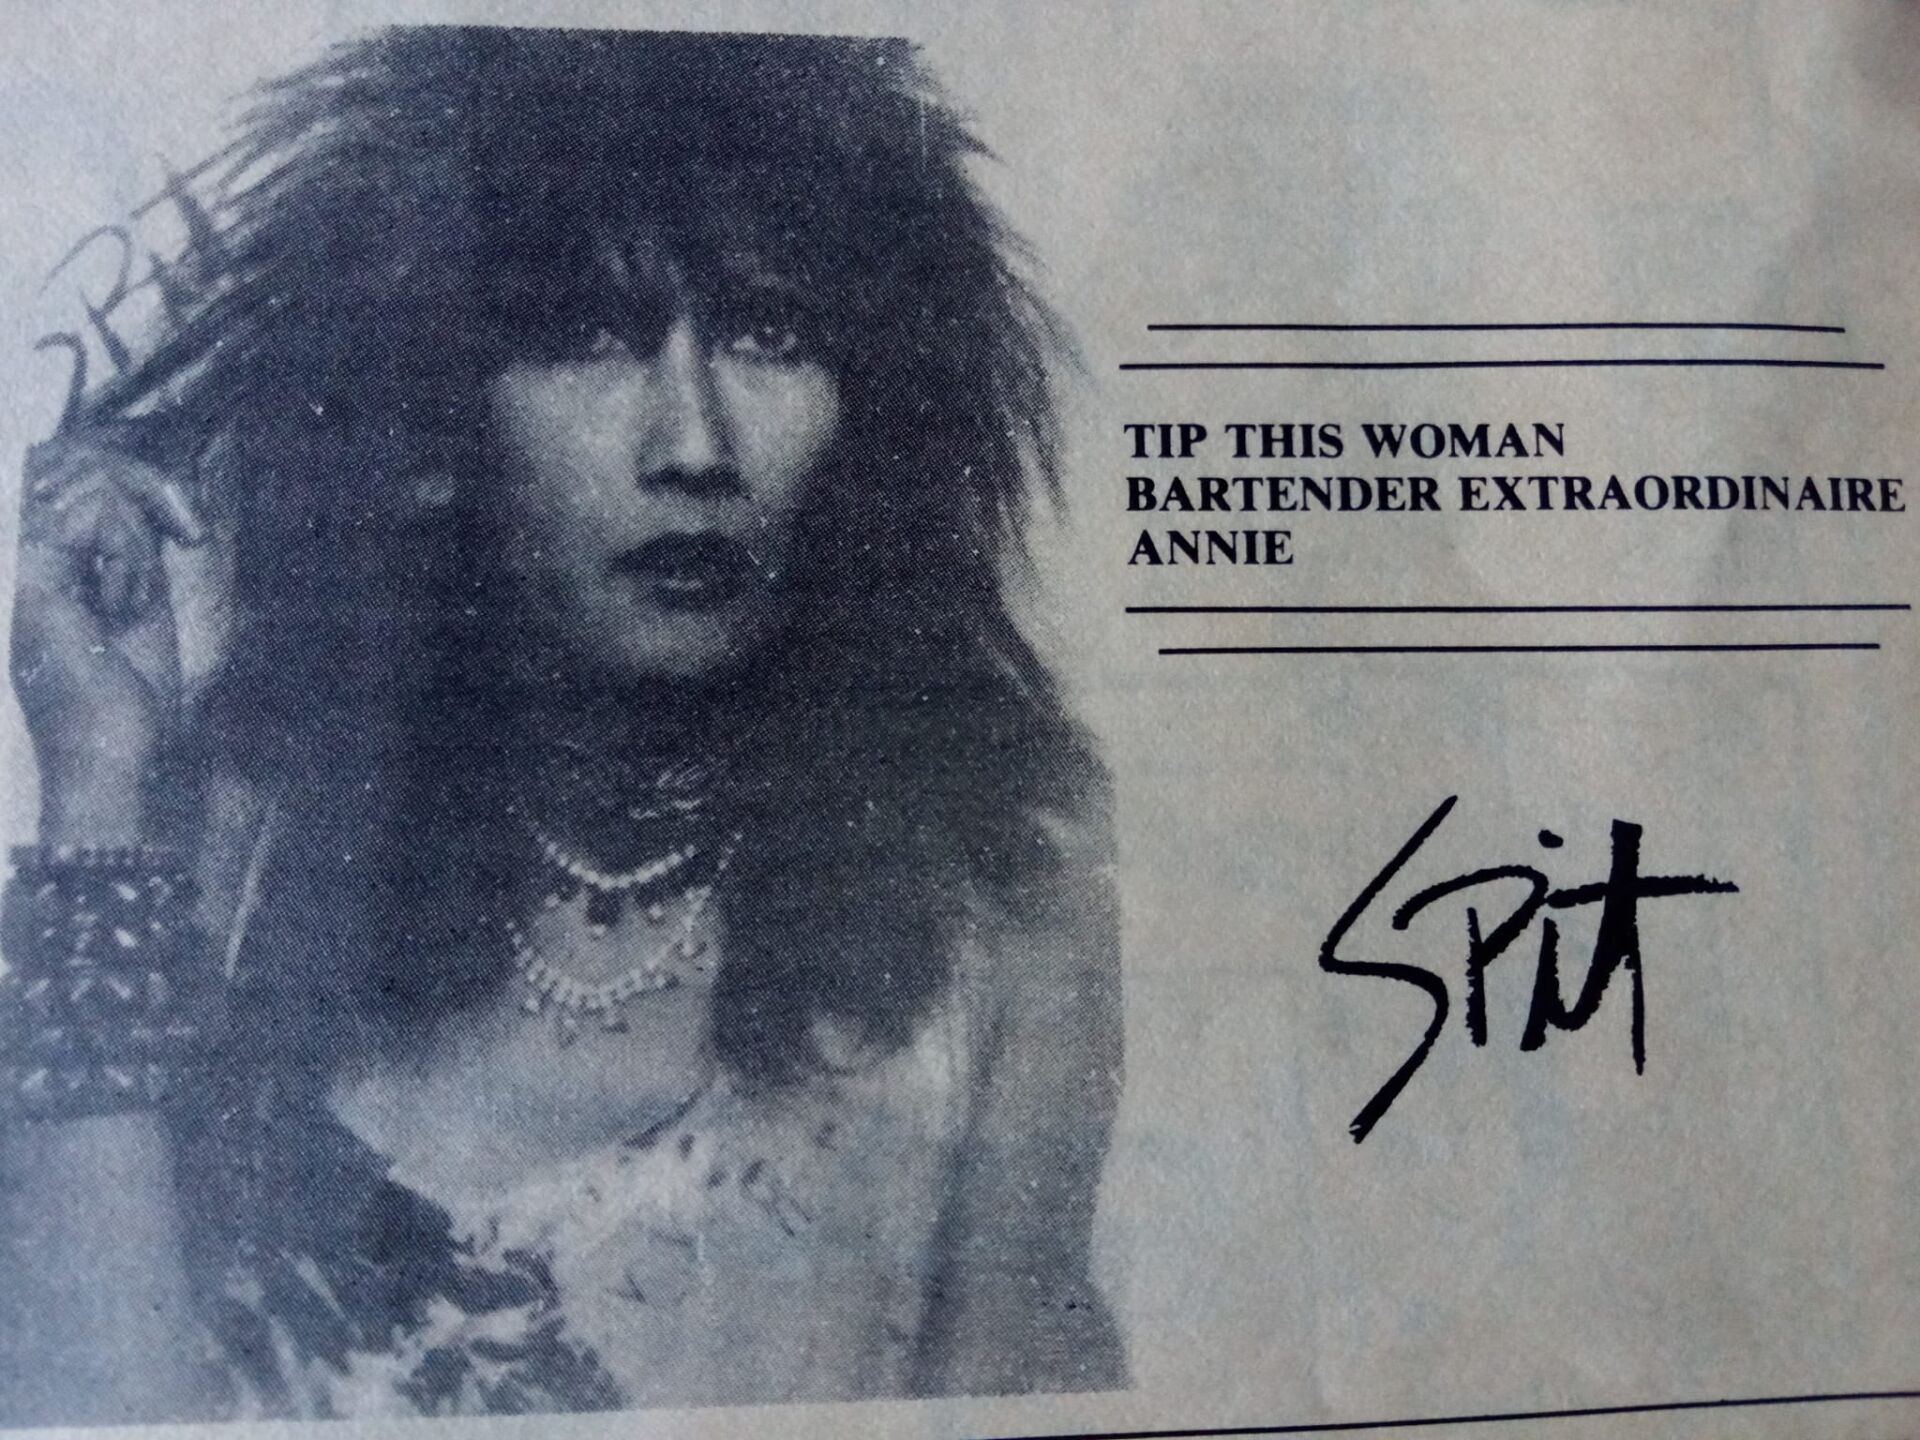 TIP THIS WOMAN
BARTENDER EXTRAORDINAIRE
ANNIE
SPit